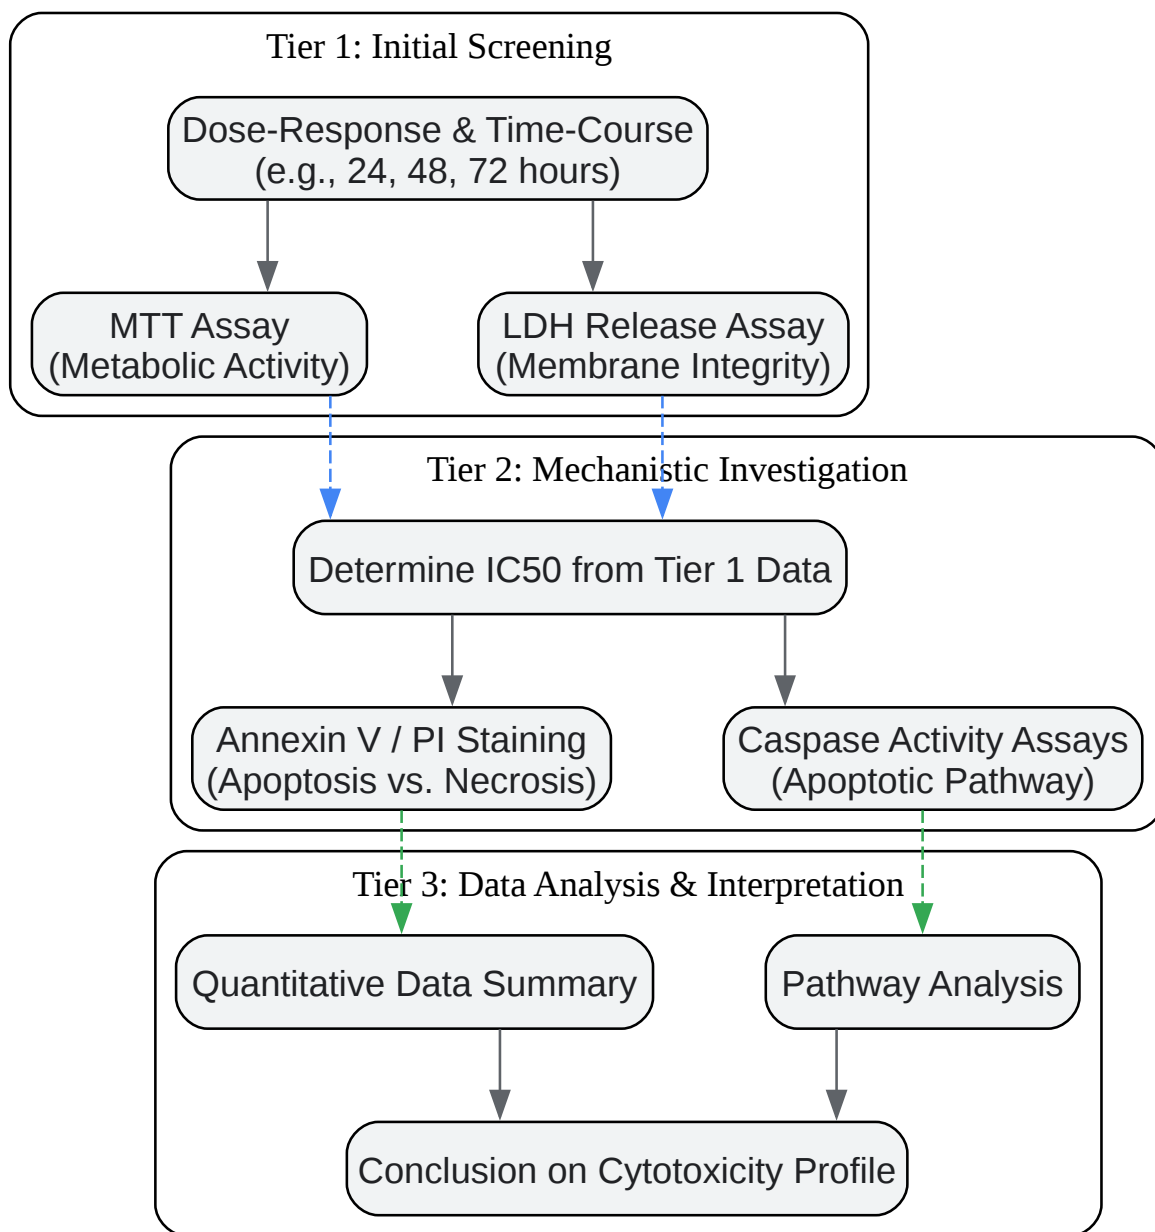 Tier 1: Initial Screening
Dose-Response & Time-Course
(e.g., 24, 48, 72 hours)
MTT Assay
(Metabolic Activity)
LDH Release Assay
(Membrane Integrity)
Tier 2: Mechanistic Investigation
Determine IC50 from Tier 1 Data
Annexin V / PI Staining
(Apoptosis vs. Necrosis)
Caspase Activity Assays
(Apoptotic Pathway)
Tier 3: Data Analysis & Interpretation
Quantitative Data Summary
Pathway Analysis
Conclusion on Cytotoxicity Profile